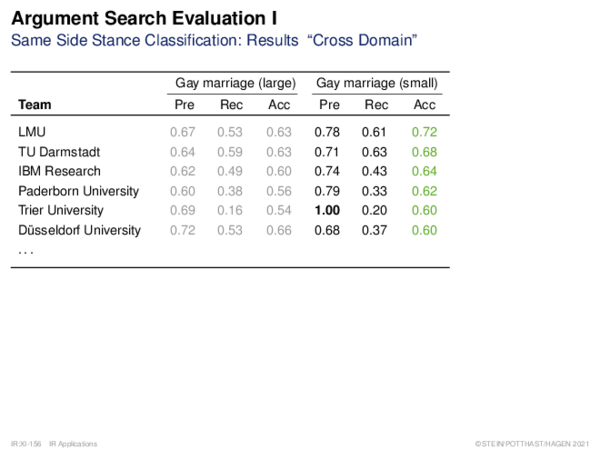 Argument Search Evaluation I
Same Side Stance Classification: Results “Cross Domain”
Gay marriage (large) Gay marriage (small)
Team Pre Rec Acc Pre Rec Acc
LMU 0.67 0.53 0.63 0.78 0.61 0.72
TU Darmstadt 0.64 0.59 0.63 0.71 0.63 0.68
IBM Research 0.62 0.49 0.60 0.74 0.43 0.64
Paderborn University 0.60 0.38 0.56 0.79 0.33 0.62
Trier University 0.69 0.16 0.54 1.00 0.20 0.60
Düsseldorf University 0.72 0.53 0.66 0.68 0.37 0.60
...
IR:XI-156 IR Applications ©STEIN/POTTHAST/HAGEN 2021